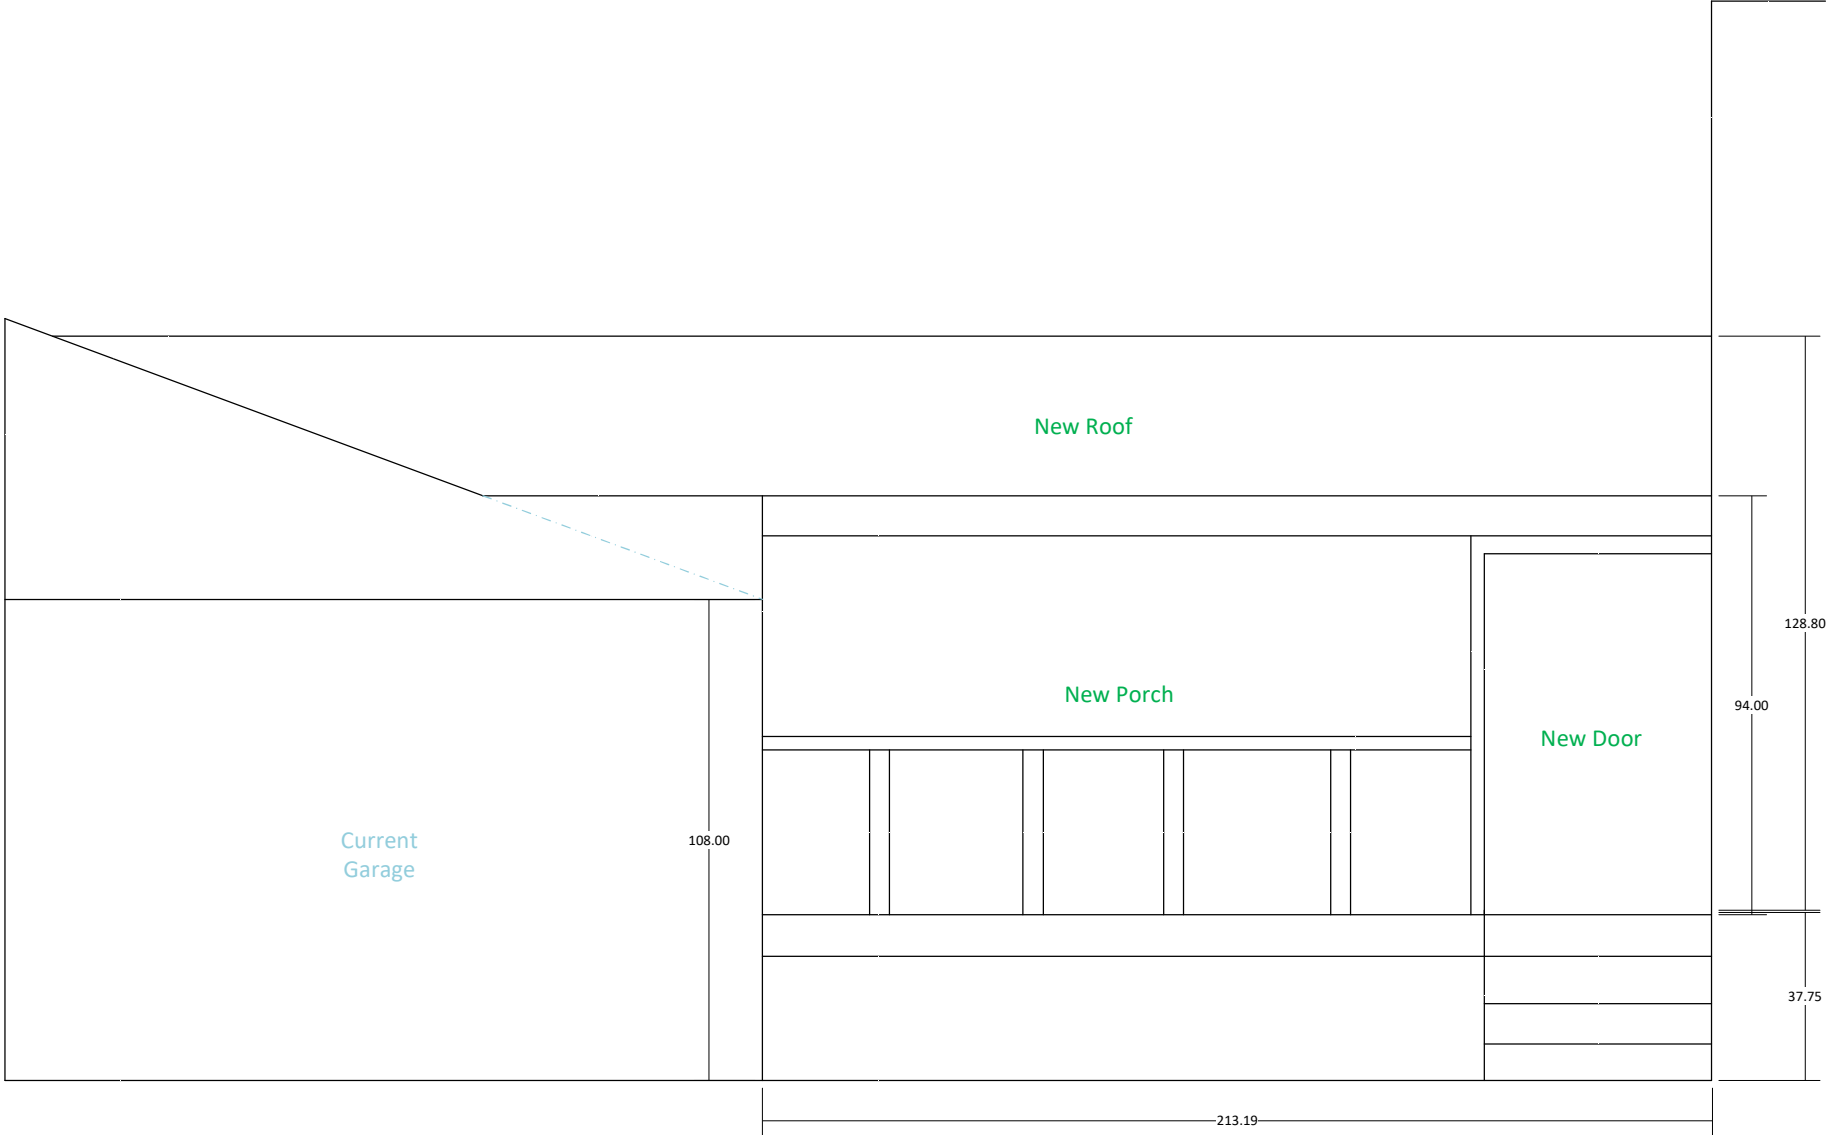 New Roof
128.80
New Porch
94.00
New Door
Current
Garage
108.00
37.75
213.19